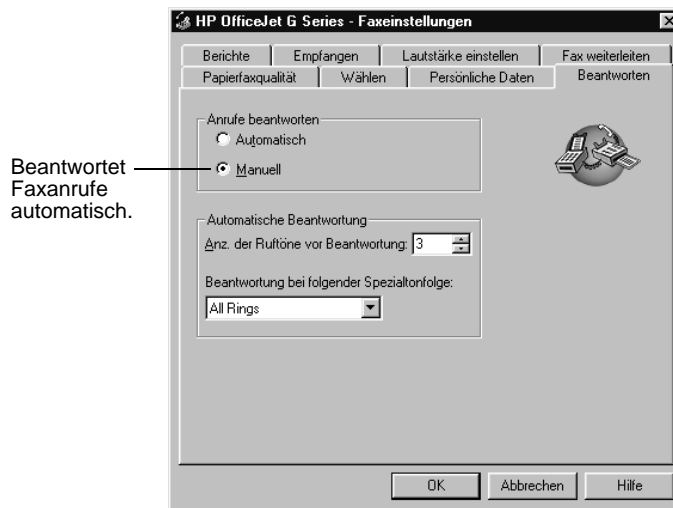 HP OfficeJet G Series - Faxeinstellungen
Berichte
Empfangen
Lautstärke einstellen
Fax weiterleiten
Papierfaxqualität
Wählen
Persönliche Daten
Beantworten
Anrufe beantworten
Automatisch
Manuell
Beantwortet
Faxanrufe
automatisch.
Automatische Beantwortung
Anz. der Ruftöne vor Beantwortung: 3
Beantwortung bei folgender Spezialtonfolge:
All Rings
OK
Abbrechen
Hilfe